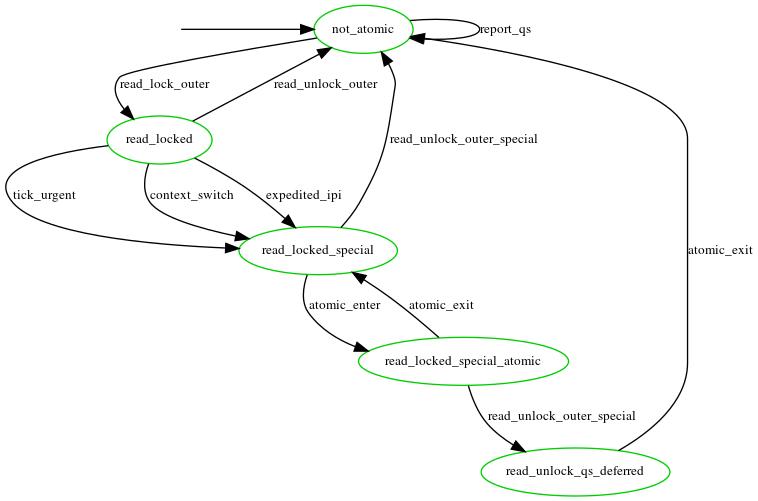 not_atomic
report_qs
read_lock_outer
read_unlock_outer
read_locked
read_unlock_outer_special
tick_urgent
context_switch
expedited_ipi
read_locked_special
atomic_exit
atomic_enter
atomic_exit
read_locked_special_atomic
read_unlock_outer_special
read_unlock_qs_deferred